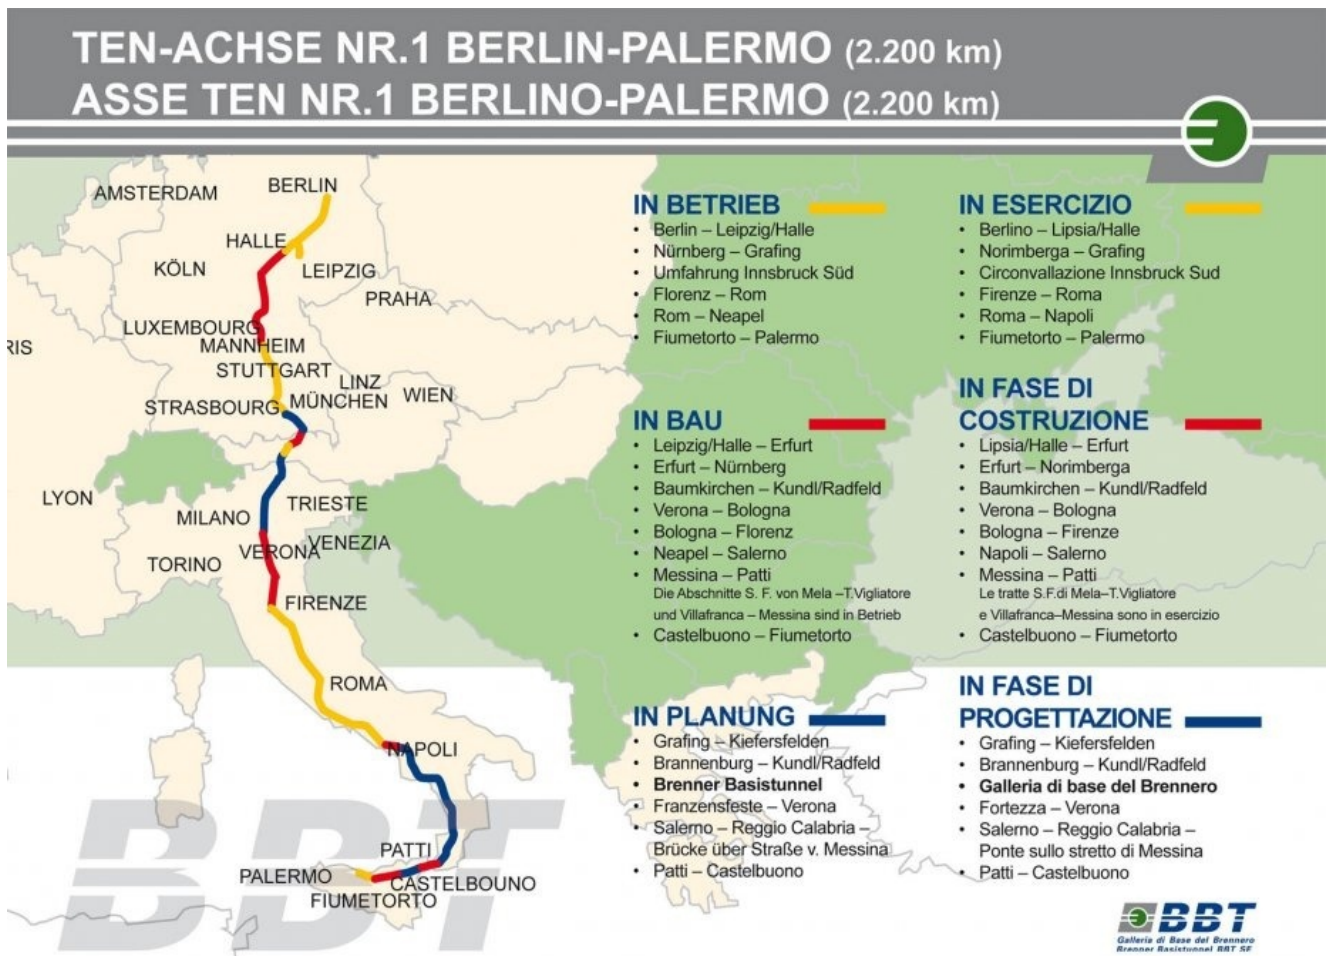 TEN-ACHSE NR.1 BERLIN-PALERMO (2.200 km)
ASSE TEN NR.1 BERLINO-PALERMO (2.200 km)
AMSTERDAM
BERLIN
HALLE
KÖLN
LEIPZIG
PRAHA
LUXEMBOURG
RIS
MANNHEIM
STUTTGART
LINZ
STRASBOURG
MÜNCHEN
WIEN
LYON
MILANO
TRIESTE
VERONA
VENEZIA
TORINO
FIRENZE
ROMA
NAPOLI
PATTI
PALERMO
CASTELBOUNO
FIUMETORTO
BBT
IN BETRIEB
• Berlin – Leipzig/Halle
• Nürnberg – Grafing
• Umfahrung Innsbruck Süd
• Florenz – Rom
• Rom – Neapel
• Fiumetorto – Palermo
IN BAU
• Leipzig/Halle – Erfurt
• Erfurt – Nürnberg
• Baumkirchen – Kundl/Radfeld
• Verona – Bologna
• Bologna – Florenz
• Neapel – Salerno
• Messina – Patti
Die Abschnitte S. F. von Mela –T.Vigliatore
und Villafranca – Messina sind in Betrieb
• Castelbuono – Fiumetorto
IN PLANUNG
• Grafing – Kiefersfelden
• Brannenburg – Kundl/Radfeld
• Brenner Basistunnel
• Franzensfeste – Verona
• Salerno – Reggio Calabria –
Brücke über Straße v. Messina
• Patti – Castelbuono
IN ESERCIZIO
• Berlino – Lipsia/Halle
• Norimberga – Grafing
• Circonvallazione Innsbruck Sud
• Firenze – Roma
• Roma – Napoli
• Fiumetorto – Palermo
IN FASE DI
COSTRUZIONE
• Lipsia/Halle – Erfurt
• Erfurt – Norimberga
• Baumkirchen – Kundl/Radfeld
• Verona – Bologna
• Bologna – Firenze
• Napoli – Salerno
• Messina – Patti
Le tratte S.F.di Mela–T.Vigliatore
e Villafranca–Messina sono in esercizio
• Castelbuono – Fiumetorto
IN FASE DI
PROGETTAZIONE
• Grafing – Kiefersfelden
• Brannenburg – Kundl/Radfeld
• Galleria di base del Brennero
• Fortezza – Verona
• Salerno – Reggio Calabria –
Ponte sullo stretto di Messina
• Patti – Castelbuono
BBT
Galleria di Base del Brennero
Brenner Basistunnel BBT SE